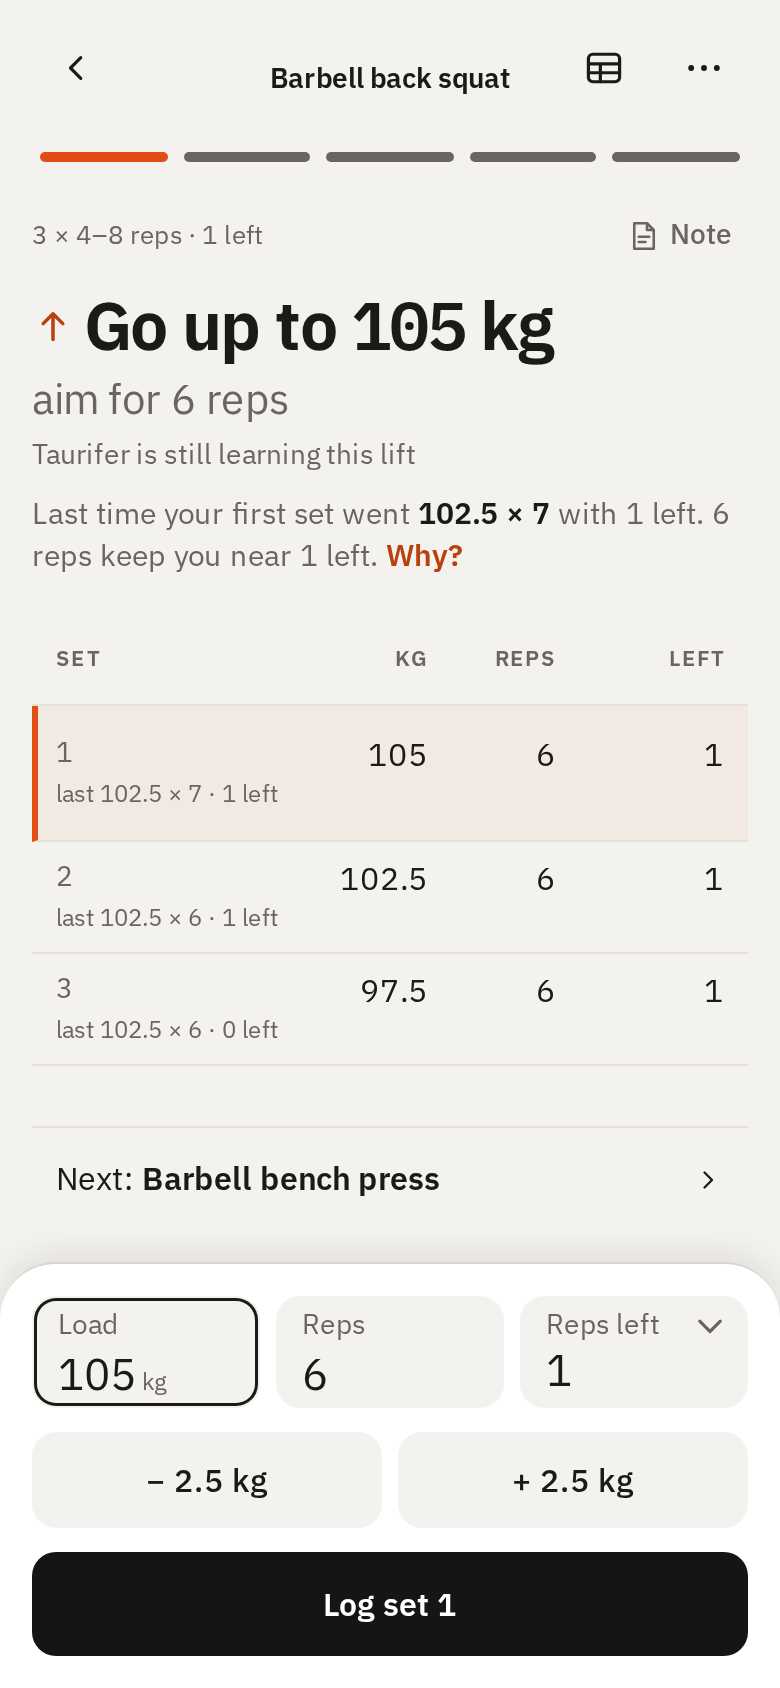 Barbell back squat
3 × 4–8 reps · 1 left
Note
↑ Go up to 105 kg
aim for 6 reps
Taurifer is still learning this lift
Last time your first set went 102.5 × 7 with 1 left. 6
reps keep you near 1 left. Why?
SET KG REPS LEFT
1 105 6 1
last 102.5 × 7 · 1 left
2 102.5 6 1
last 102.5 × 6 · 1 left
3 97.5 6 1
last 102.5 × 6 · 0 left
Next: Barbell bench press
Load Reps Reps left
105 kg 6 1
− 2.5 kg + 2.5 kg
Log set 1